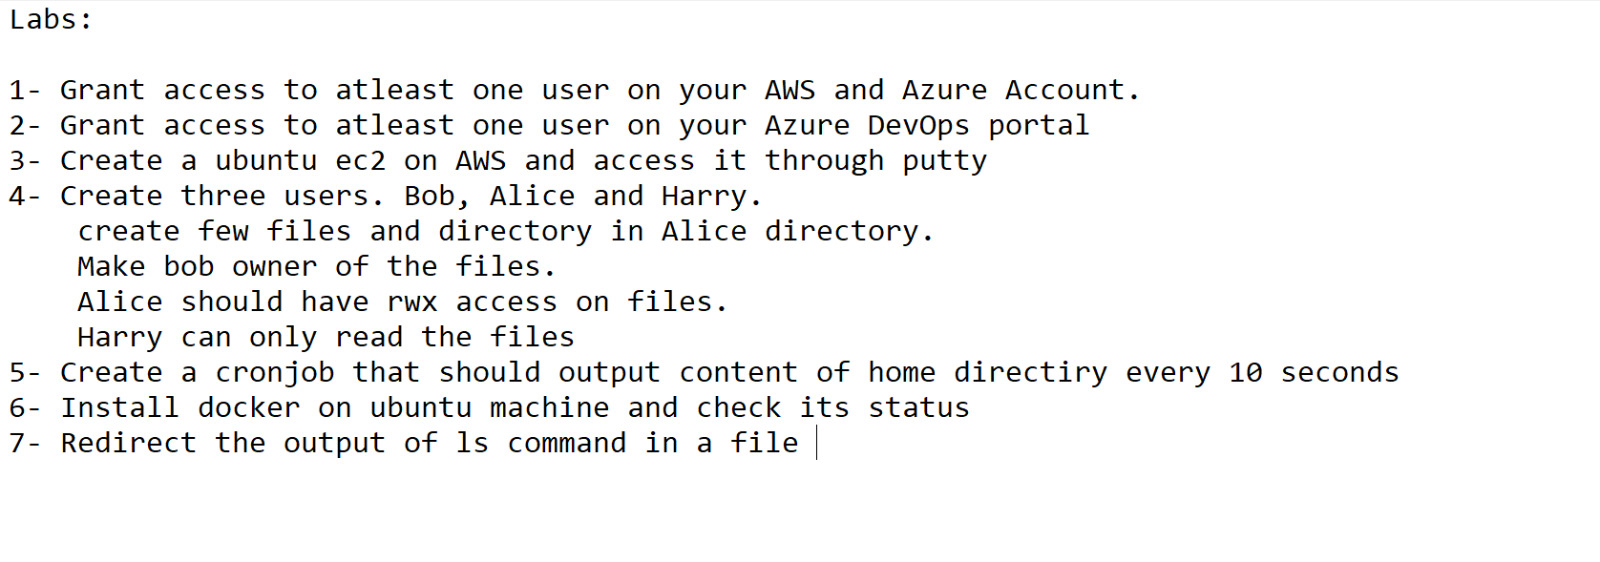 Labs:
1- Grant access to atleast one user on your AWS and Azure Account.
2- Grant access to atleast one user on your Azure DevOps portal
3- Create a ubuntu ec2 on AWS and access it through putty
4- Create three users. Bob, Alice and Harry.
create few files and directory in Alice directory.
Make bob owner of the files.
Alice should have rwx access on files.
Harry can only read the files
5- Create a cronjob that should output content of home directiry every 10 seconds
6- Install docker on ubuntu machine and check its status
7- Redirect the output of ls command in a file